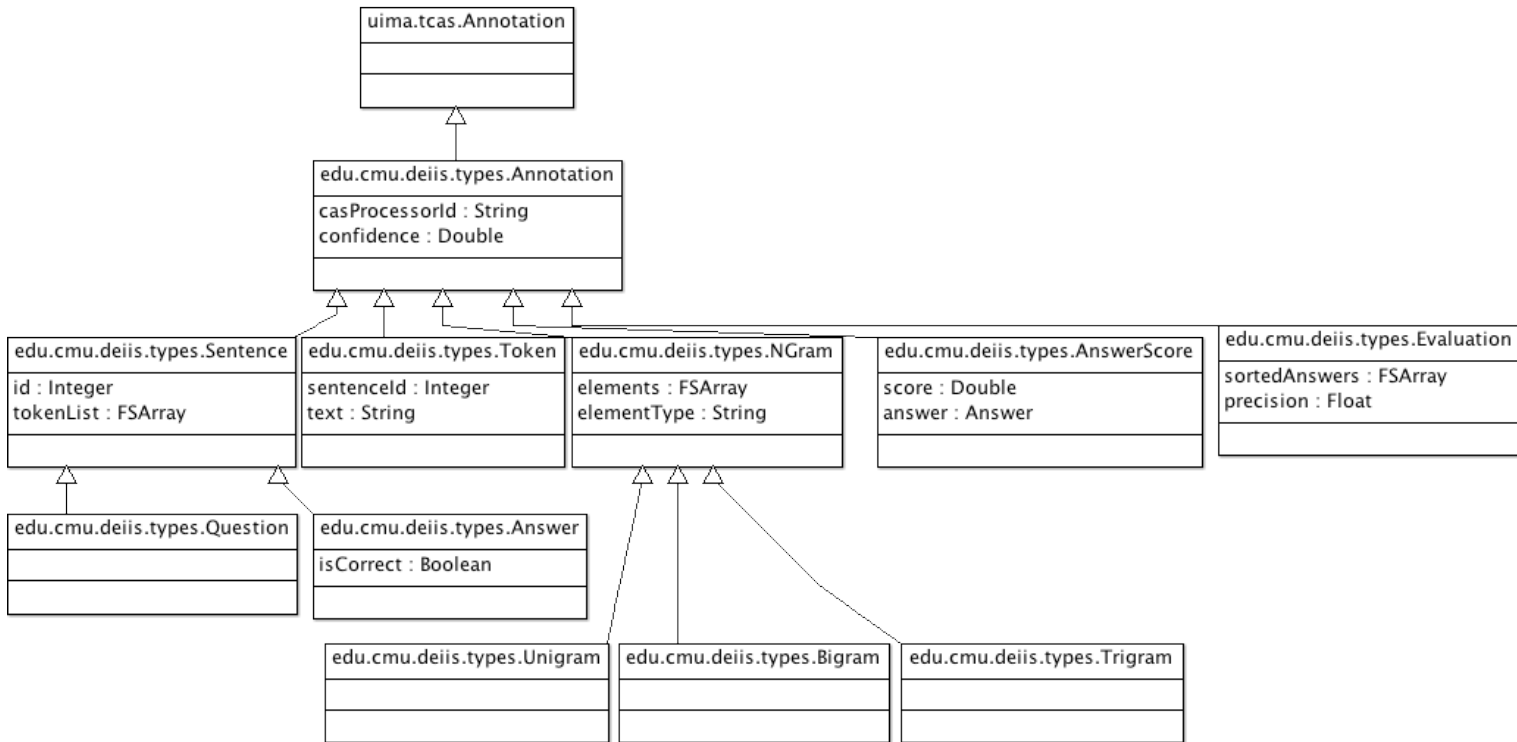 uima.tcas.Annotation
edu.cmu.deiis.types.Annotation
casProcessorId : String
confidence : Double
edu.cmu.deiis.types.Sentence
id : Integer
tokenList : FSArray
edu.cmu.deiis.types.Token
sentenceId : Integer
text : String
edu.cmu.deiis.types.NGram
elements : FSArray
elementType : String
edu.cmu.deiis.types.AnswerScore
score : Double
answer : Answer
edu.cmu.deiis.types.Evaluation
sortedAnswers : FSArray
precision : Float
edu.cmu.deiis.types.Question
edu.cmu.deiis.types.Answer
isCorrect : Boolean
edu.cmu.deiis.types.Unigram
edu.cmu.deiis.types.Bigram
edu.cmu.deiis.types.Trigram